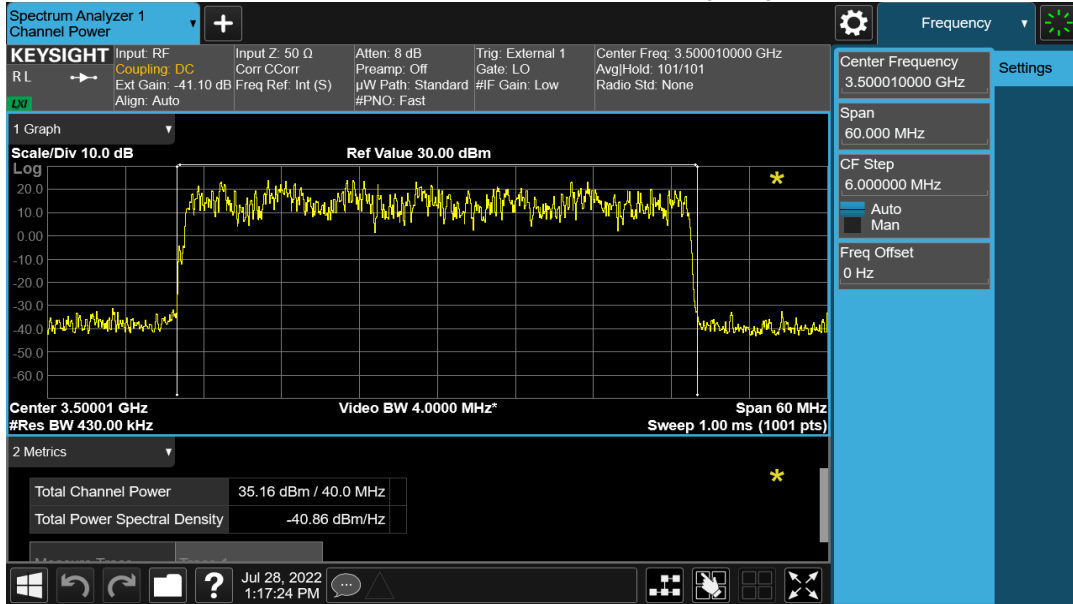 Spectrum Analyzer 1
Channel Power
+
Frequency
KEYSIGHT
RL
LXI
Input: RF
Coupling: DC
Ext Gain: -41.10 dB
Align: Auto
Input Z: 50 Ω
Corr CCorr
Freq Ref: Int (S)
Atten: 8 dB
Preamp: Off
µW Path: Standard
#PNO: Fast
Trig: External 1
Gate: LO
#IF Gain: Low
Center Freq: 3.500010000 GHz
Avg|Hold: 101/101
Radio Std: None
Center Frequency
3.500010000 GHz
Settings
Span
60.000 MHz
CF Step
6.000000 MHz
Auto
Man
Freq Offset
0 Hz
1 Graph
Scale/Div 10.0 dB
Ref Value 30.00 dBm
Log
20.0
10.0
0.00
-10.0
-20.0
-30.0
-40.0
-50.0
-60.0
*
Center 3.50001 GHz
Video BW 4.0000 MHz*
Span 60 MHz
#Res BW 430.00 kHz
Sweep 1.00 ms (1001 pts)
2 Metrics
*
Total Channel Power 35.16 dBm / 40.0 MHz
Total Power Spectral Density -40.86 dBm/Hz
?
Jul 28, 2022
1:17:24 PM